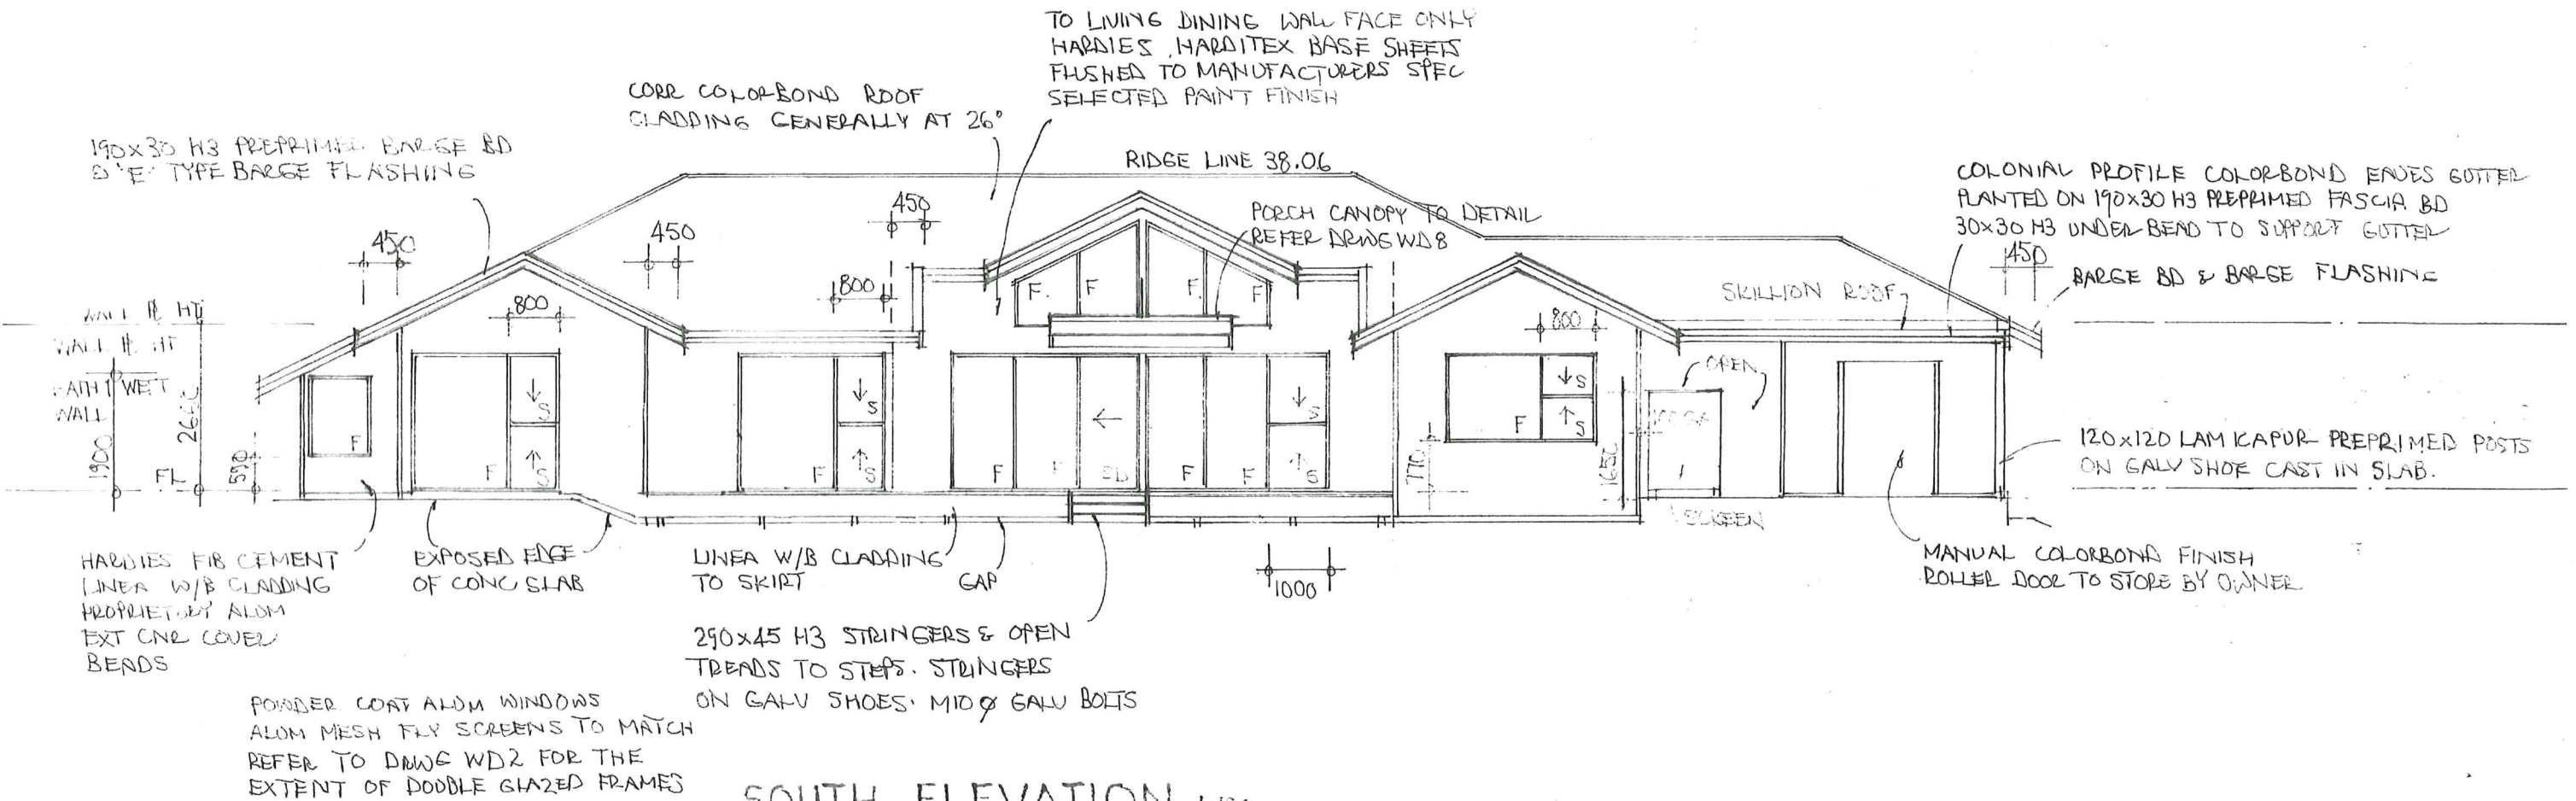 TO LIVING DINING WALL FACE ONLY
HARDIES HARDITEX BASE SHEETS
FLUSHED TO MANUFACTURERS SPEC
SELECTED PAINT FINISH
CORR COLORBOND ROOF
CLADDING GENERALLY AT 26°
190x30 H3 PREPRIMED BARGE BD
& 'E' TYPE BARGE FLASHING
RIDGE LINE 38.06
COLONIAL PROFILE COLORBOND EAVES GUTTER
PLANTED ON 190x30 H3 PREPRIMED FASCIA BD
30x30 H3 UNDER BEAD TO SUPPORT GUTTER
PORCH CANOPY TO DETAIL
REFER DRWG WD8
450
450
450
450
BARGE BD & BARGE FLASHING
SKILLION ROOF
800
800
800
WALL PL HT
WALL PL HT
BATH WETT
WALL
1900
2660
590
FL
F.
F
F.
F
OPEN
F
F
S
S
F
S
S
F
F
SD
F
F
S
S
F
S
S
770
1650
SCREEN
120x120 LAM KAPUR PREPRIMED POSTS
ON GALV SHOE CAST IN SLAB.
HARDIES FIB CEMENT
LINEA W/B CLADDING
PROPRIETORY ALUM
EXT CNR COVER
BEADS
EXPOSED EDGE
OF CONC SLAB
LINEA W/B CLADDING
TO SKIRT
GAP
1000
MANUAL COLORBOND FINISH
ROLLER DOOR TO STORE BY OWNER
290x45 H3 STRINGERS & OPEN
TREADS TO STEPS. STRINGERS
ON GALV SHOES. M10 Ø GALV BOLTS
POWDER COAT ALUM WINDOWS
ALUM MESH FLY SCREENS TO MATCH
REFER TO DRWG WD2 FOR THE
EXTENT OF DOUBLE GLAZED FRAMES
SOUTH ELEVATION